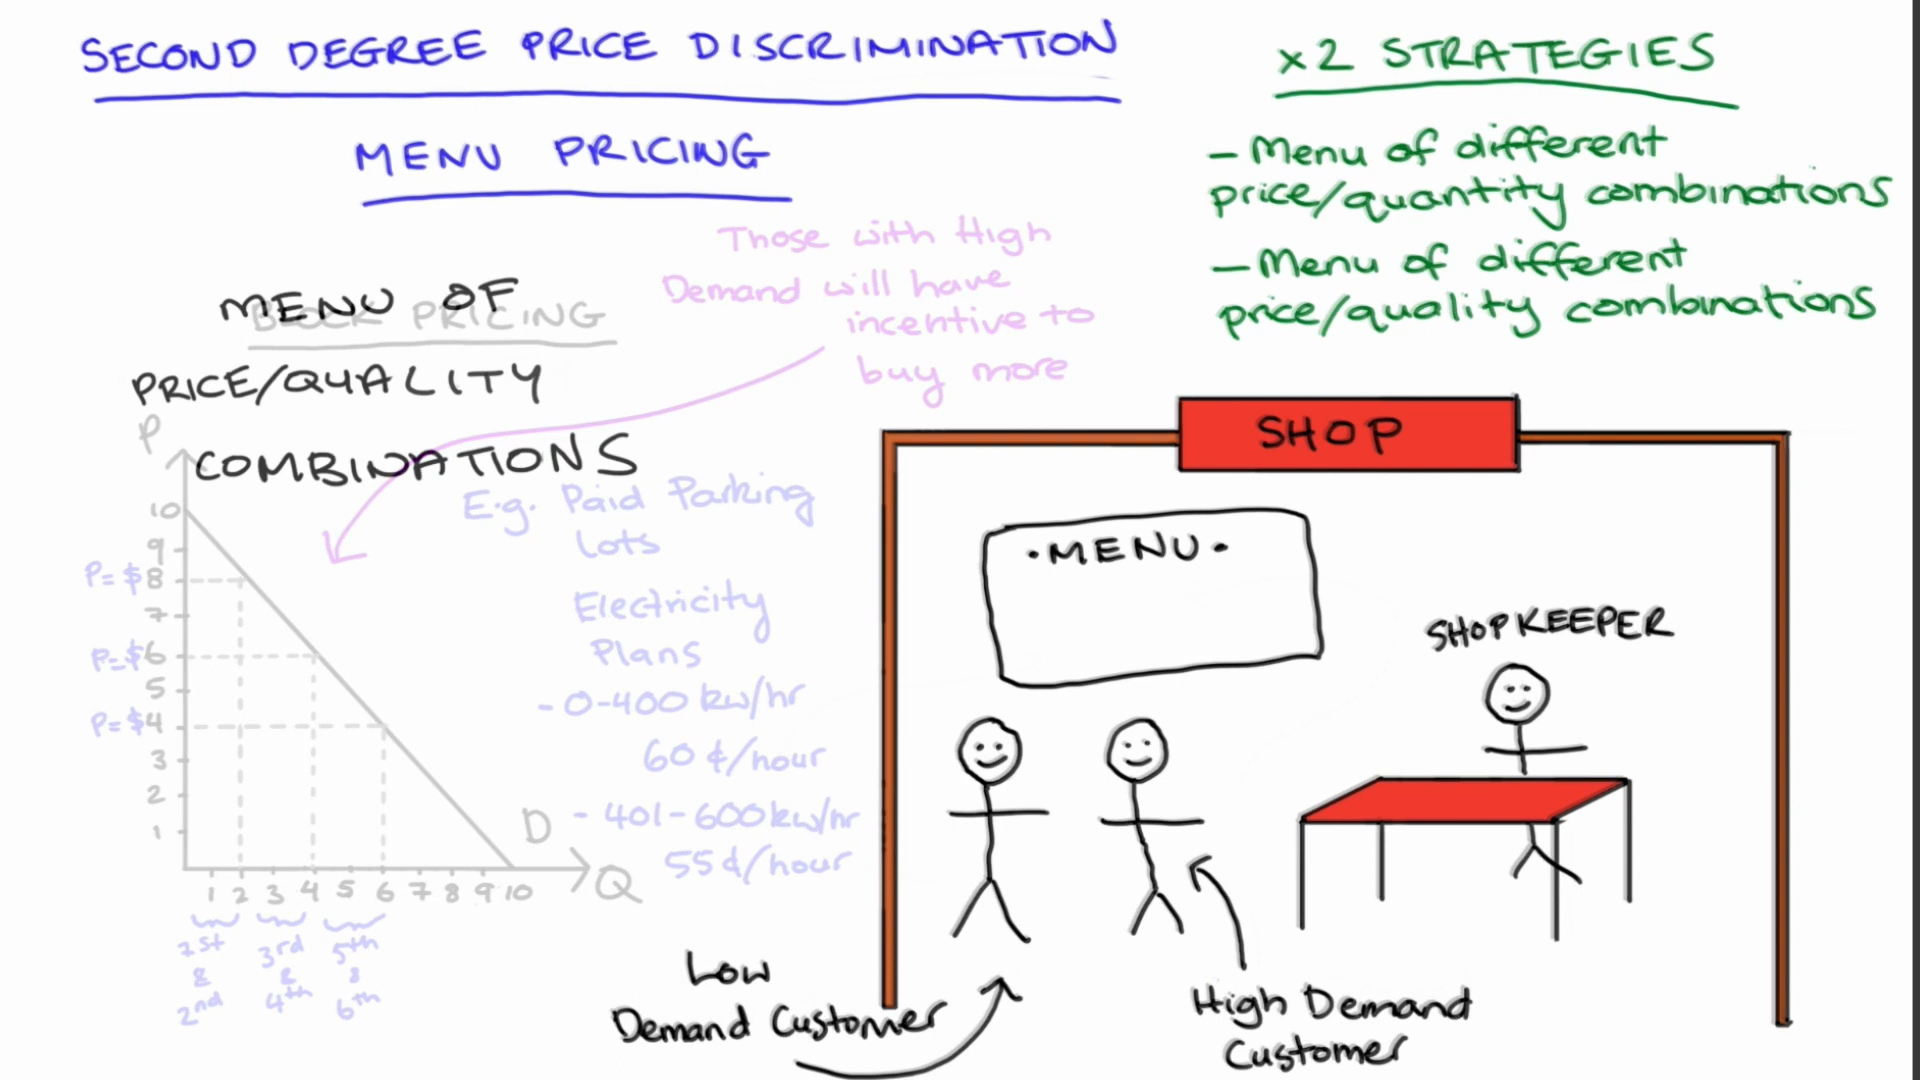 SECOND DEGREE PRICE DISCRIMINATION
MENU PRICING
x2 STRATEGIES
- Menu of different
price/quantity combinations
- Menu of different
price/quality combinations
Those with High
Demand will have
incentive to
buy more
BLOCK PRICING
MENU OF
PRICE/QUALITY
COMBINATIONS
E.g. Paid Parking
Lots
Electricity
Plans
- 0-400 kw/hr
60 ¢/hour
- 401-600 kw/hr
55 ¢/hour
P
10
9
P=$8
7
P=$6
5
P=$4
3
2
1
D
1 2 3 4 5 6 7 8 9 10 Q
1st & 2nd
3rd & 4th
5th & 6th
SHOP
• MENU •
SHOPKEEPER
Low
Demand Customer
High Demand
Customer